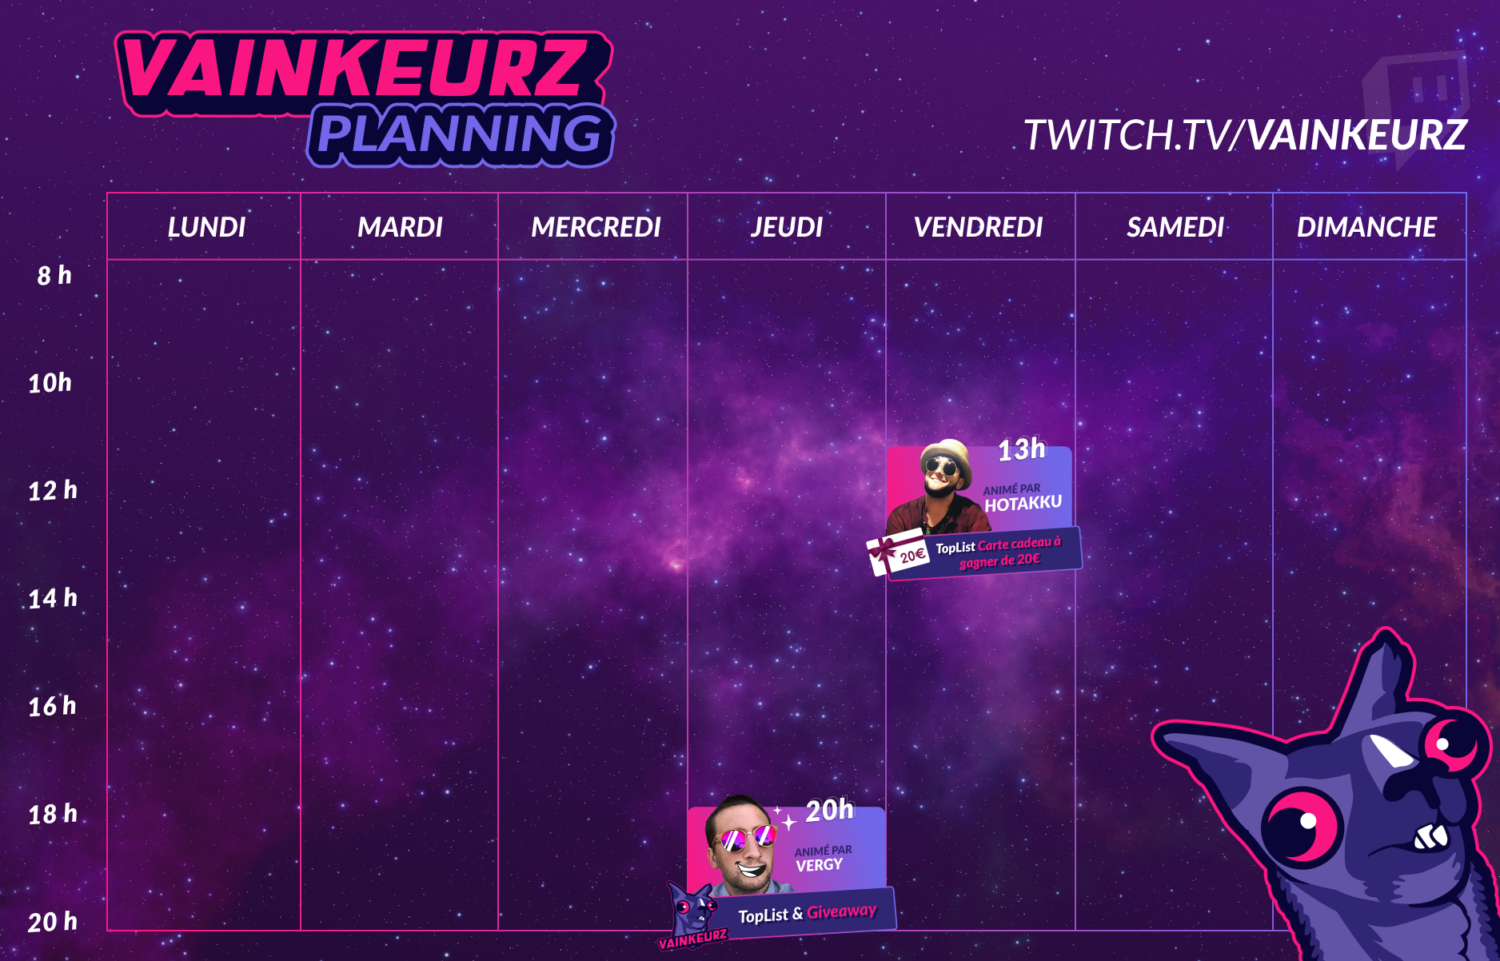 VAINKEURZ
PLANNING
TWITCH.TV/VAINKEURZ
LUNDI
MARDI
MERCREDI
JEUDI
VENDREDI
SAMEDI
DIMANCHE
8 h
10h
12 h
14 h
16 h
18 h
20 h
13h
ANIMÉ PAR
HOTAKKU
20€
TopList Carte cadeau à
gagner de 20€
20h
ANIMÉ PAR
VERGY
TopList & Giveaway
VAINKEURZ